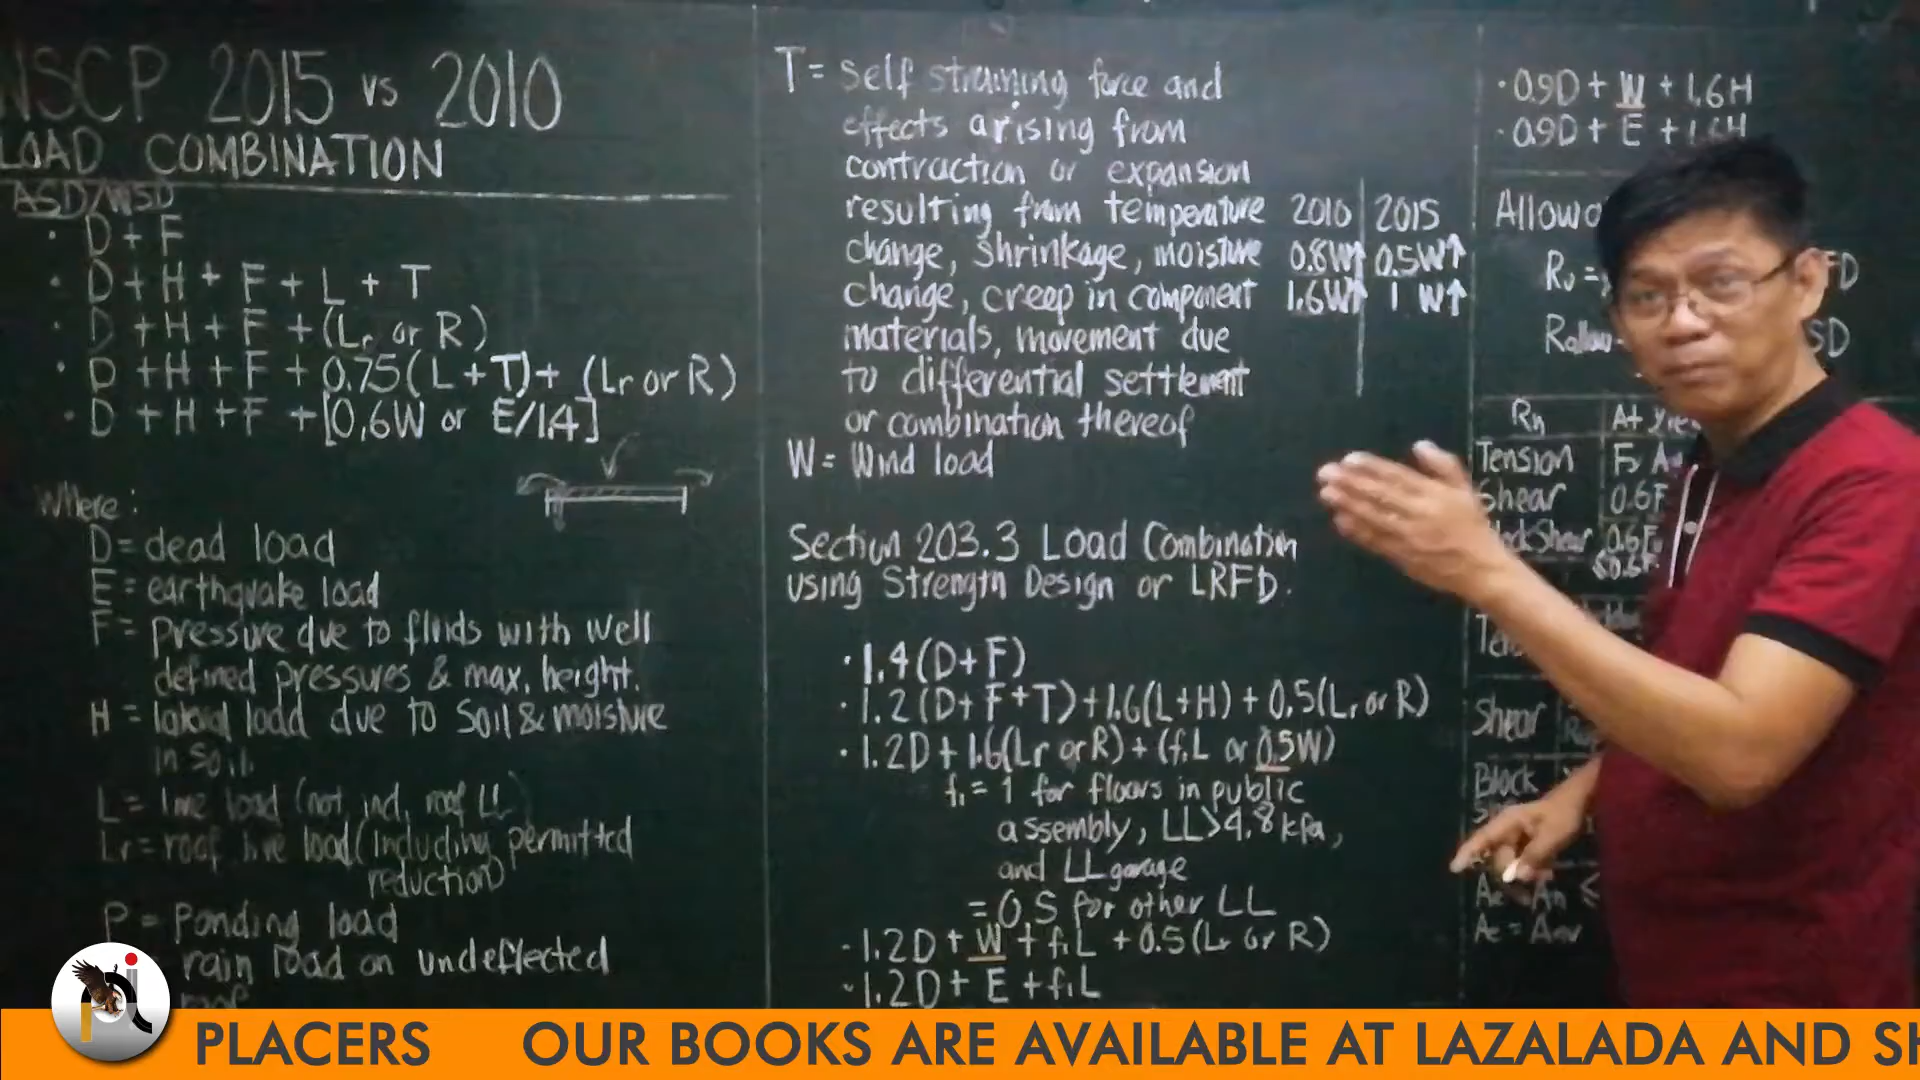 NSCP 2015 vs 2010
LOAD COMBINATION
ASD/WSD
· D + F
· D + H + F + L + T
· D + H + F + (Lr or R)
· D + H + F + 0.75(L + T) + (Lr or R)
· D + H + F + [0.6W or E/1.4]
Where:
D = dead load
E = earthquake load
F = pressure due to fluids with well
defined pressures & max. height.
H = lateral load due to Soil & moisture
in soil.
L = live load (not incl. roof LL)
Lr = roof live load (including permitted
reduction)
P = Ponding load
rain load on undeflected
roof
T = Self straining force and
effects arising from
contraction or expansion
resulting from temperature
change, shrinkage, moisture
change, creep in component
materials, movement due
to differential settlement
or combination thereof
W = Wind load
2010 | 2015
0.8W↑ | 0.5W↑
1.6W↑ | 1 W↑
Section 203.3 Load Combination
using Strength Design or LRFD.
· 1.4(D+F)
· 1.2(D+F+T)+1.6(L+H)+0.5(Lr or R)
· 1.2D+1.6(Lr or R)+(f₁L or 0.5W)
f₁ = 1 for floors in public
assembly, LL>4.8kPa,
and LL garage
= 0.5 for other LL
· 1.2D + W + f₁L + 0.5(Lr or R)
· 1.2D + E + f₁L
· 0.9D + W + 1.6H
· 0.9D + E + 1.6H
Rn
Tension
Shear
0.6F
Shear
Block
PLACERS OUR BOOKS ARE AVAILABLE AT LAZALADA AND SH